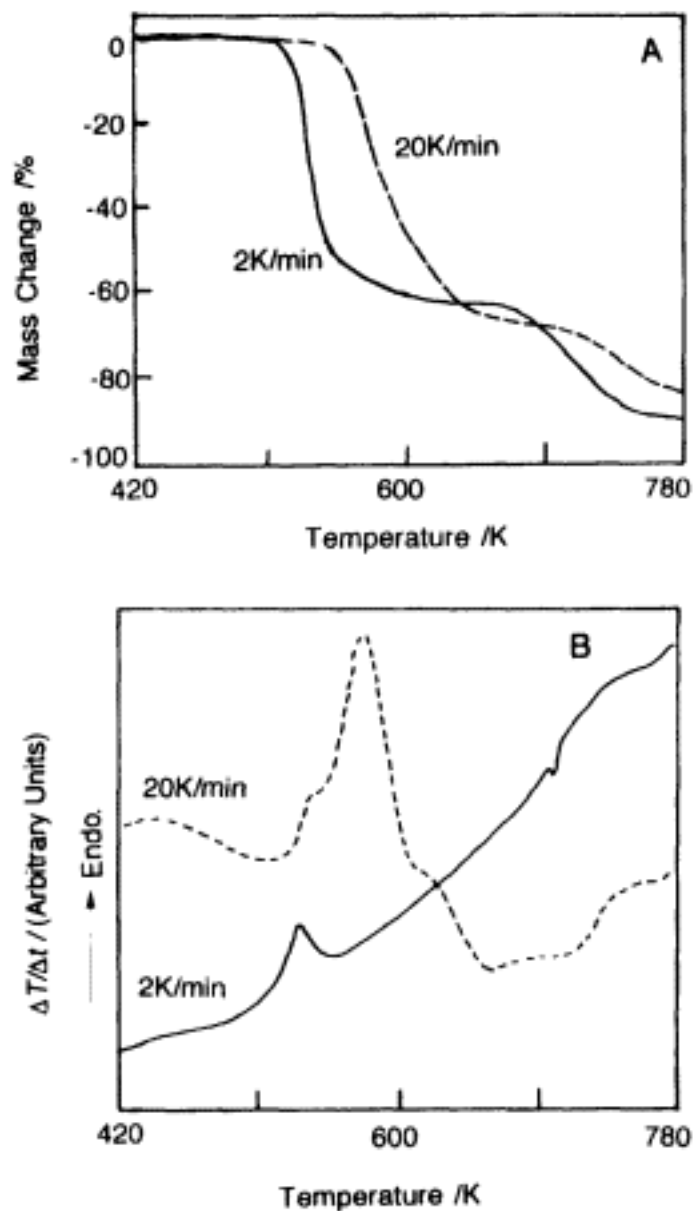 A
0
-20
-40
-60
-80
-100
Mass Change /%
20K/min
2K/min
420
600
780
Temperature /K
B
20K/min
2K/min
ΔT/Δt / (Arbitrary Units)
Endo.
420
600
780
Temperature /K